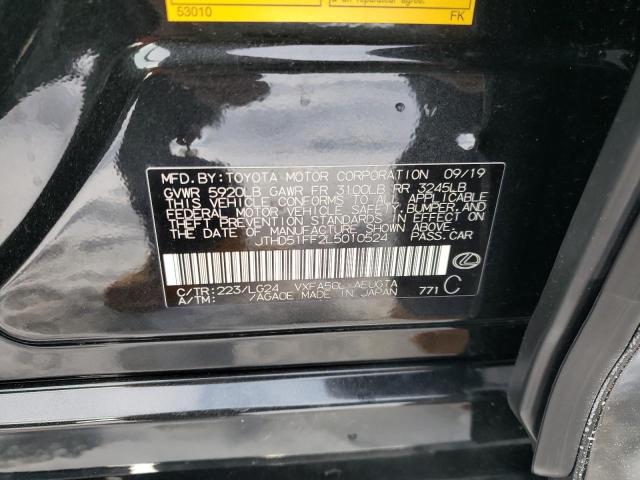 53010 FK
MFD. BY: TOYOTA MOTOR CORPORATION 09/19
GVWR 5920LB GAWR FR 3100LB RR 3245LB
THIS VEHICLE CONFORMS TO ALL APPLICABLE
FEDERAL MOTOR VEHICLE SAFETY, BUMPER, AND
THEFT PREVENTION STANDARDS IN EFFECT ON
THE DATE OF MANUFACTURE SHOWN ABOVE.
JTHD51FF2L5010524 PASS. CAR
C/TR: 223/LG24 VXFA50L-AEUGTA
A/TM: -/AGA0E MADE IN JAPAN 771 C